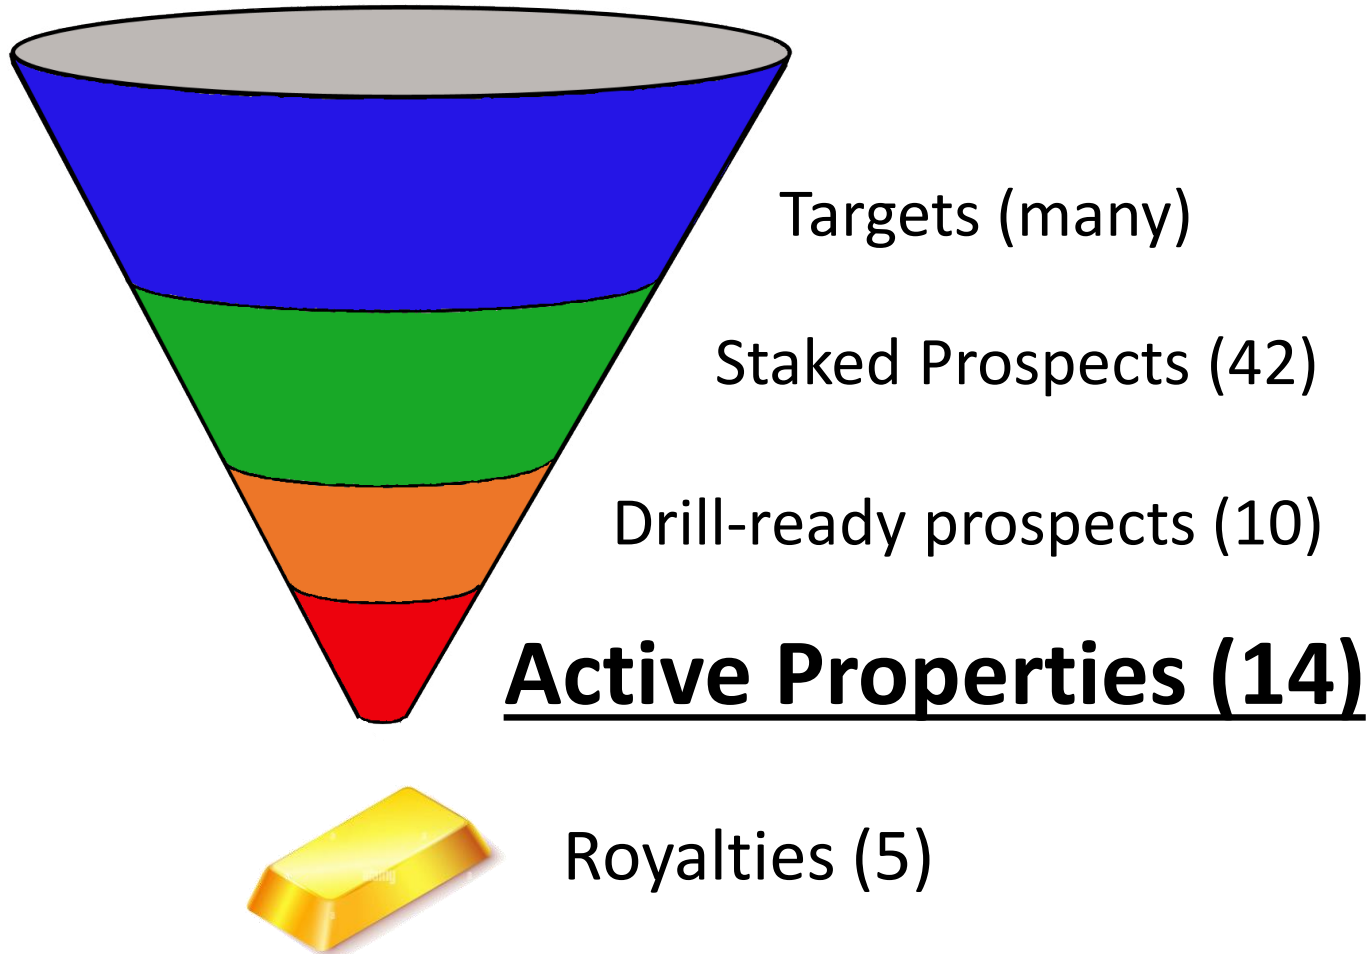 Targets (many)
Staked Prospects (42)
Drill-ready prospects (10)
Active Properties (14)
Royalties (5)